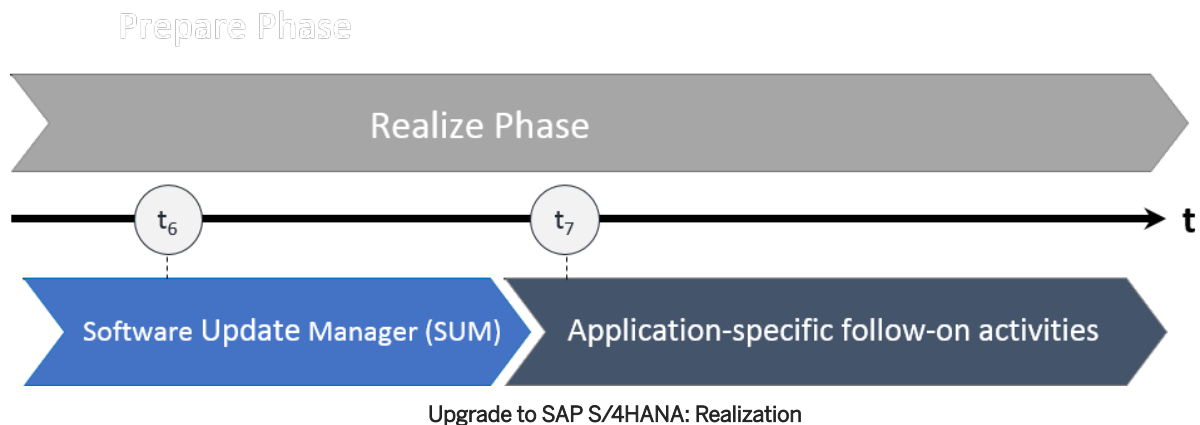 Prepare Phase
Realize Phase
t₆
t₇
t
Software Update Manager (SUM)
Application-specific follow-on activities
Upgrade to SAP S/4HANA: Realization